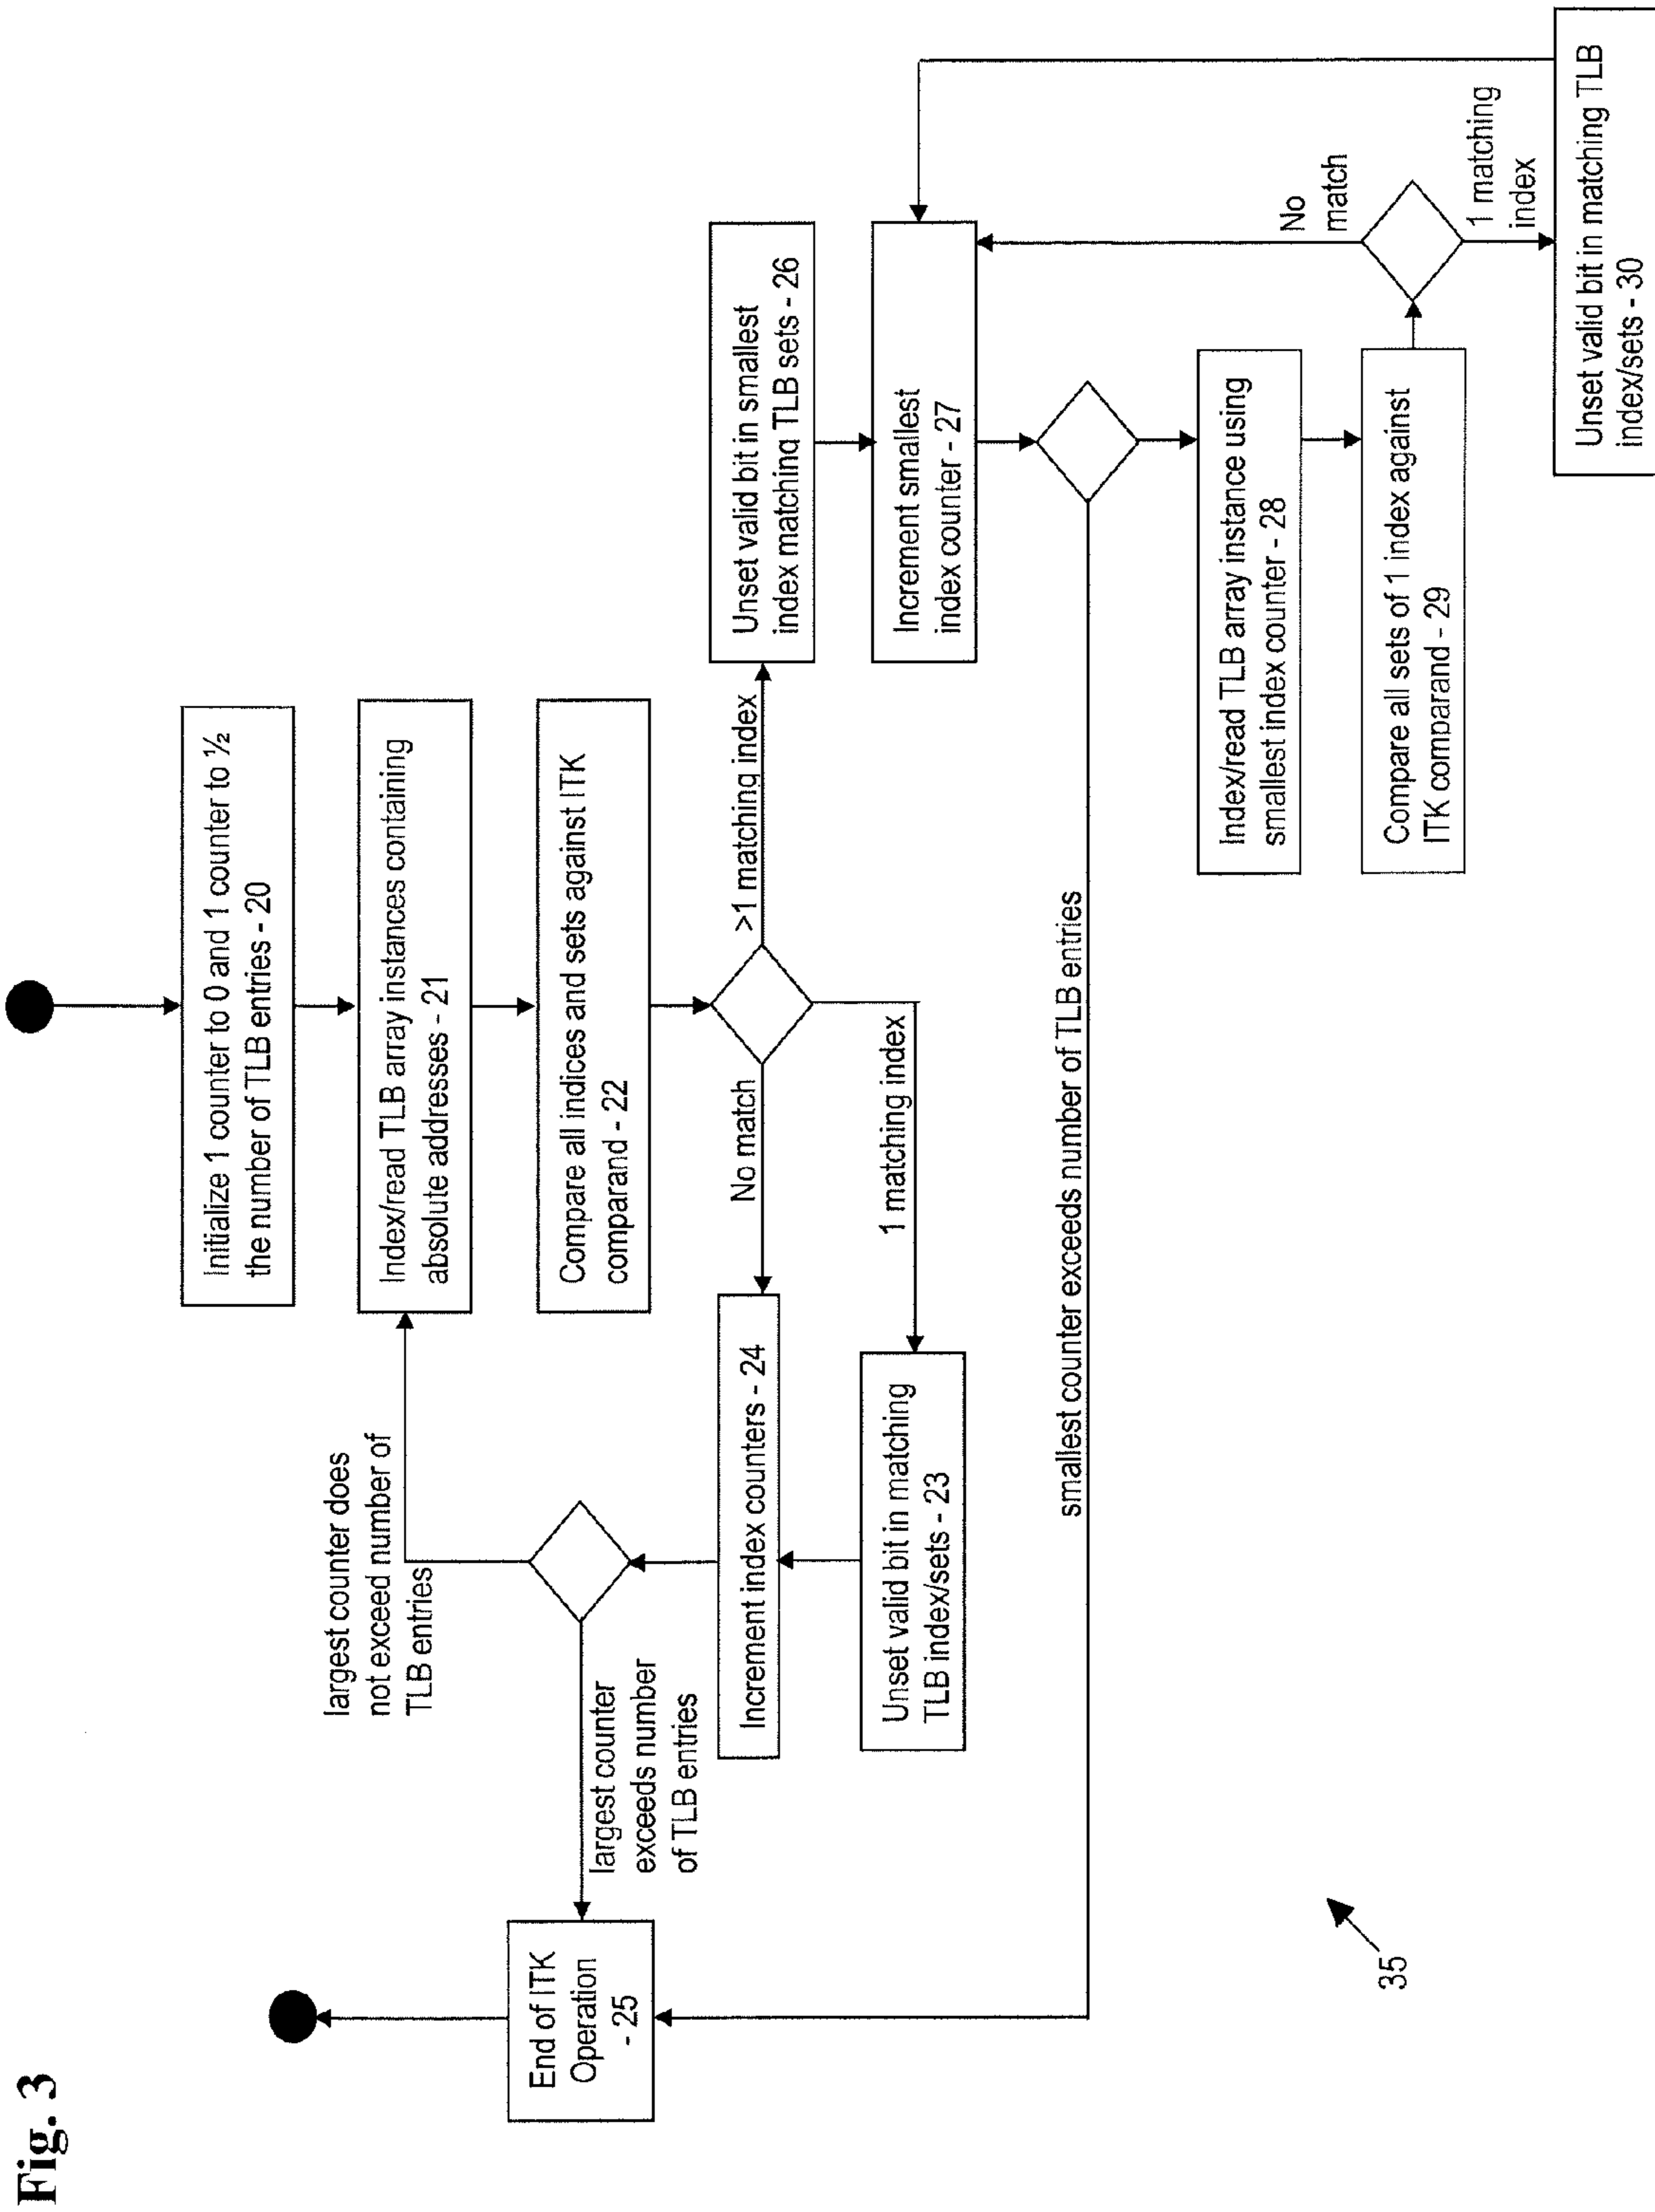 Fig. 3
Initialize 1 counter to 0 and 1 counter to ½
the number of TLB entries - 20
Index/read TLB array instances containing
absolute addresses - 21
Compare all indices and sets against ITK
comparand - 22
largest counter does
not exceed number of
TLB entries
End of ITK
Operation
- 25
largest counter
exceeds number
of TLB entries
Increment index counters - 24
No match
>1 matching index
Unset valid bit in smallest
index matching TLB sets - 26
Unset valid bit in matching
TLB index/sets - 23
1 matching index
Increment smallest
index counter - 27
smallest counter exceeds number of TLB entries
Index/read TLB array instance using
smallest index counter - 28
No
match
Compare all sets of 1 index against
ITK comparand - 29
1 matching
index
Unset valid bit in matching TLB
index/sets - 30
35